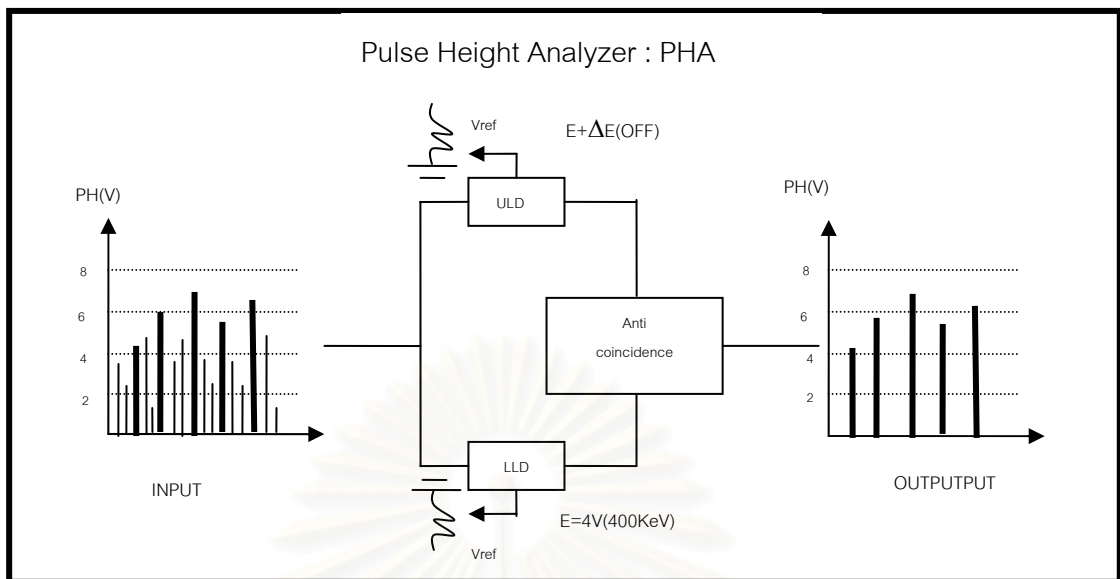 Pulse Height Analyzer : PHA
Vref
E+ΔE(OFF)
PH(V)
ULD
PH(V)
8
6
4
2
INPUT
Anti
coincidence
8
6
4
2
OUTPUTPUT
LLD
E=4V(400KeV)
Vref